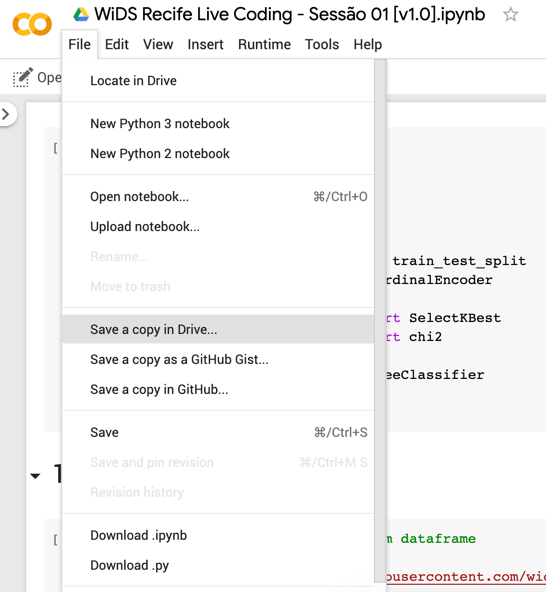 WiDS Recife Live Coding - Sessão 01 [v1.0].ipynb
File Edit View Insert Runtime Tools Help
Ope
Locate in Drive
New Python 3 notebook
[
New Python 2 notebook
Open notebook... ⌘/Ctrl+O
Upload notebook...
Rename...
train_test_split
rdinalEncoder
Move to trash
rt SelectKBest
Save a copy in Drive...
rt chi2
Save a copy as a GitHub Gist...
eeClassifier
Save a copy in GitHub...
Save ⌘/Ctrl+S
Save and pin revision ⌘/Ctrl+M S
1
Revision history
Download .ipynb
[ m dataframe
Download .py
ousercontent.com/wid